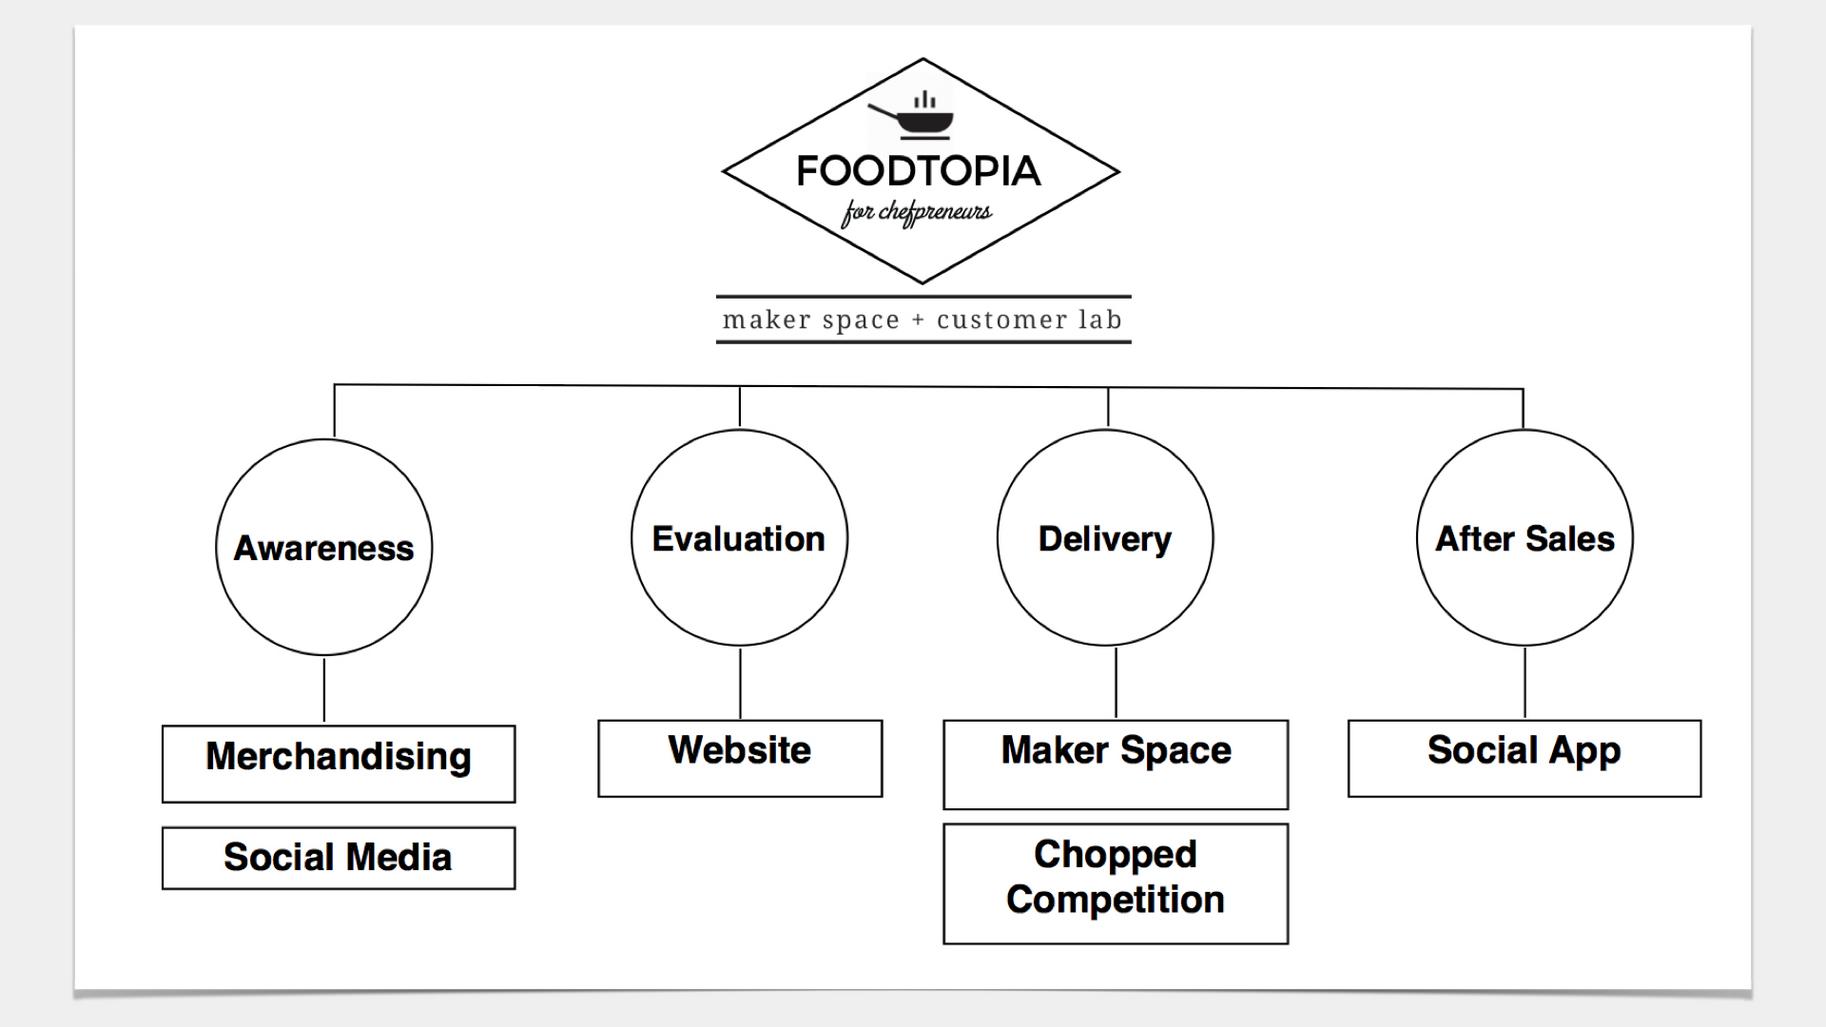 FOODTOPIA
for chefpreneurs
maker space + customer lab
Awareness
Evaluation
Delivery
After Sales
Merchandising
Website
Maker Space
Social App
Social Media
Chopped
Competition